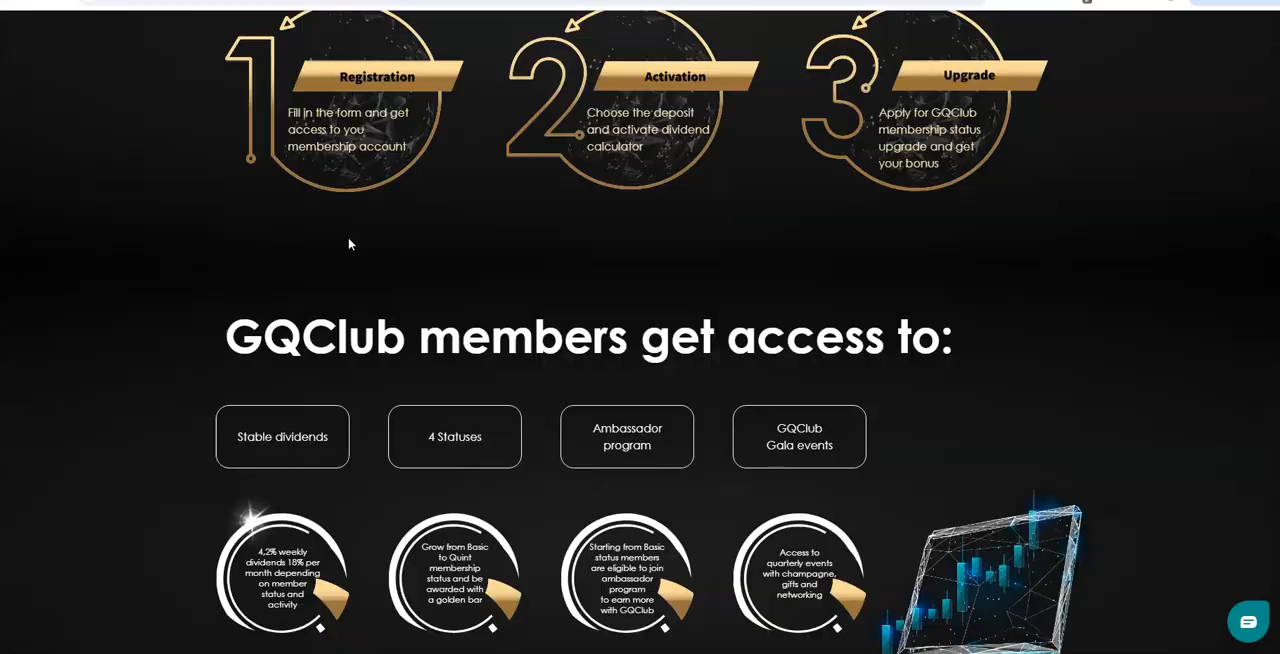 1
Registration
Fill in the form and get
access to you
membership account
2
Activation
Choose the deposit
and activate dividend
calculator
3
Upgrade
Apply for GQClub
membership status
upgrade and get
your bonus
GQClub members get access to:
Stable dividends
4 Statuses
Ambassador
program
GQClub
Gala events
4,2% weekly
dividends 18% per
month depending
on member
status and
activity
Grow from Basic
to Quint
membership
status and be
awarded with
a golden bar
Starting from Basic
status members
are eligible to join
ambassador
program
to earn more
with GQClub
Access to
quarterly events
with champagne,
gifts and
networking